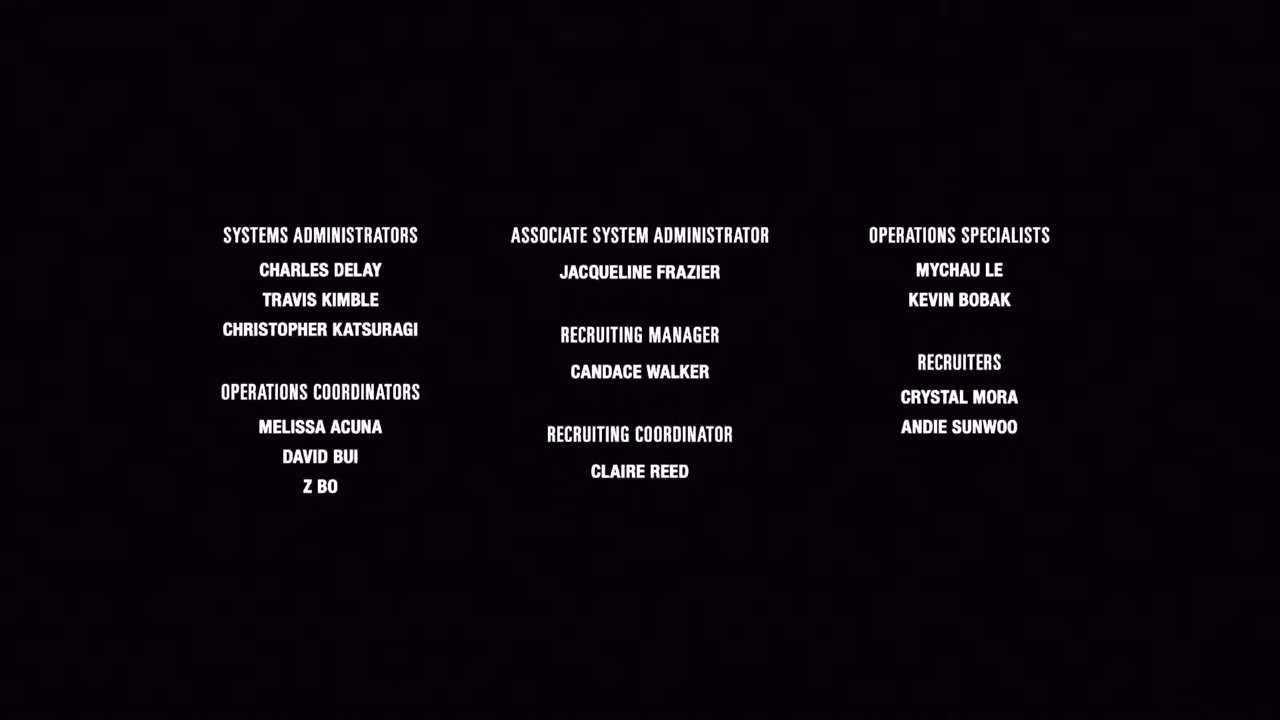 SYSTEMS ADMINISTRATORS
CHARLES DELAY
TRAVIS KIMBLE
CHRISTOPHER KATSURAGI
OPERATIONS COORDINATORS
MELISSA ACUNA
DAVID BUI
Z BO
ASSOCIATE SYSTEM ADMINISTRATOR
JACQUELINE FRAZIER
RECRUITING MANAGER
CANDACE WALKER
RECRUITING COORDINATOR
CLAIRE REED
OPERATIONS SPECIALISTS
MYCHAU LE
KEVIN BOBAK
RECRUITERS
CRYSTAL MORA
ANDIE SUNWOO